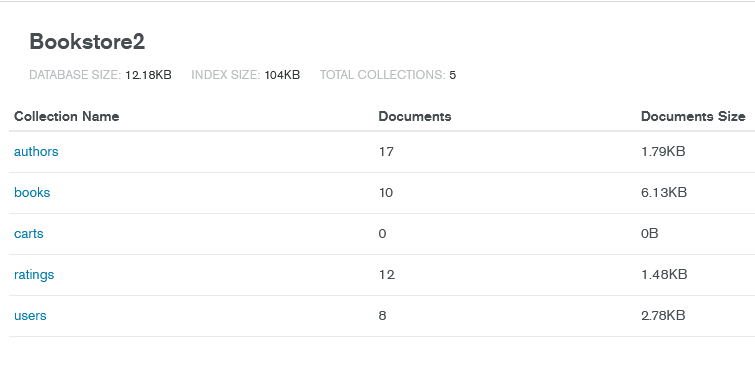 Bookstore2
DATABASE SIZE: 12.18KB INDEX SIZE: 104KB TOTAL COLLECTIONS: 5
Collection Name Documents Documents Size
authors 17 1.79KB
books 10 6.13KB
carts 0 0B
ratings 12 1.48KB
users 8 2.78KB